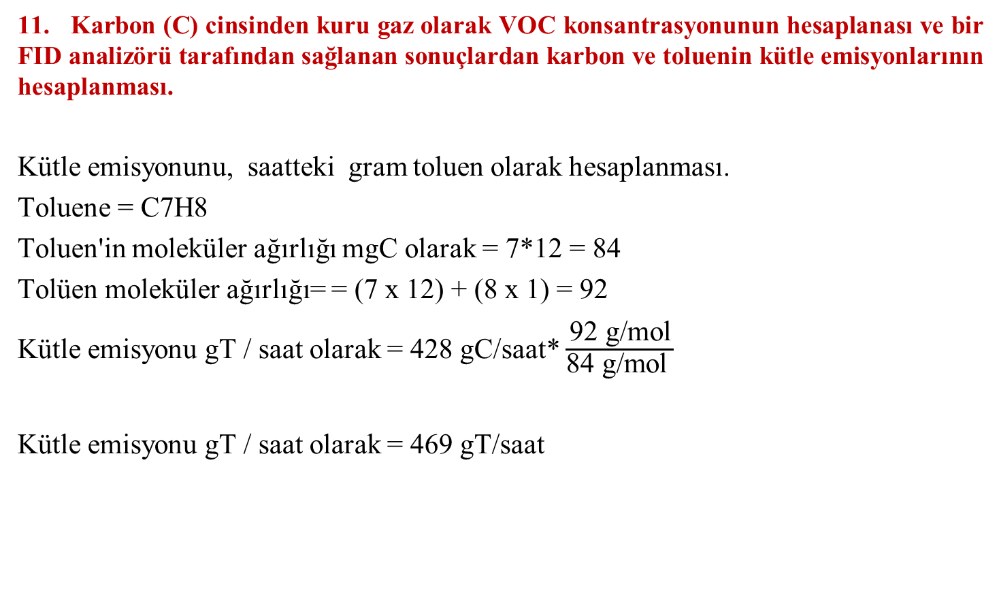 11. Karbon (C) cinsinden kuru gaz olarak VOC konsantrasyonunun hesaplanası ve bir
FID analizörü tarafından sağlanan sonuçlardan karbon ve toluenin kütle emisyonlarının
hesaplanması.
Kütle emisyonunu, saatteki gram toluen olarak hesaplanması.
Toluene = C7H8
Toluen'in moleküler ağırlığı mgC olarak = 7*12 = 84
Tolüen moleküler ağırlığı== (7 x 12) + (8 x 1) = 92
Kütle emisyonu gT / saat olarak = 428 gC/saat* 92 g/mol
84 g/mol
Kütle emisyonu gT / saat olarak = 469 gT/saat